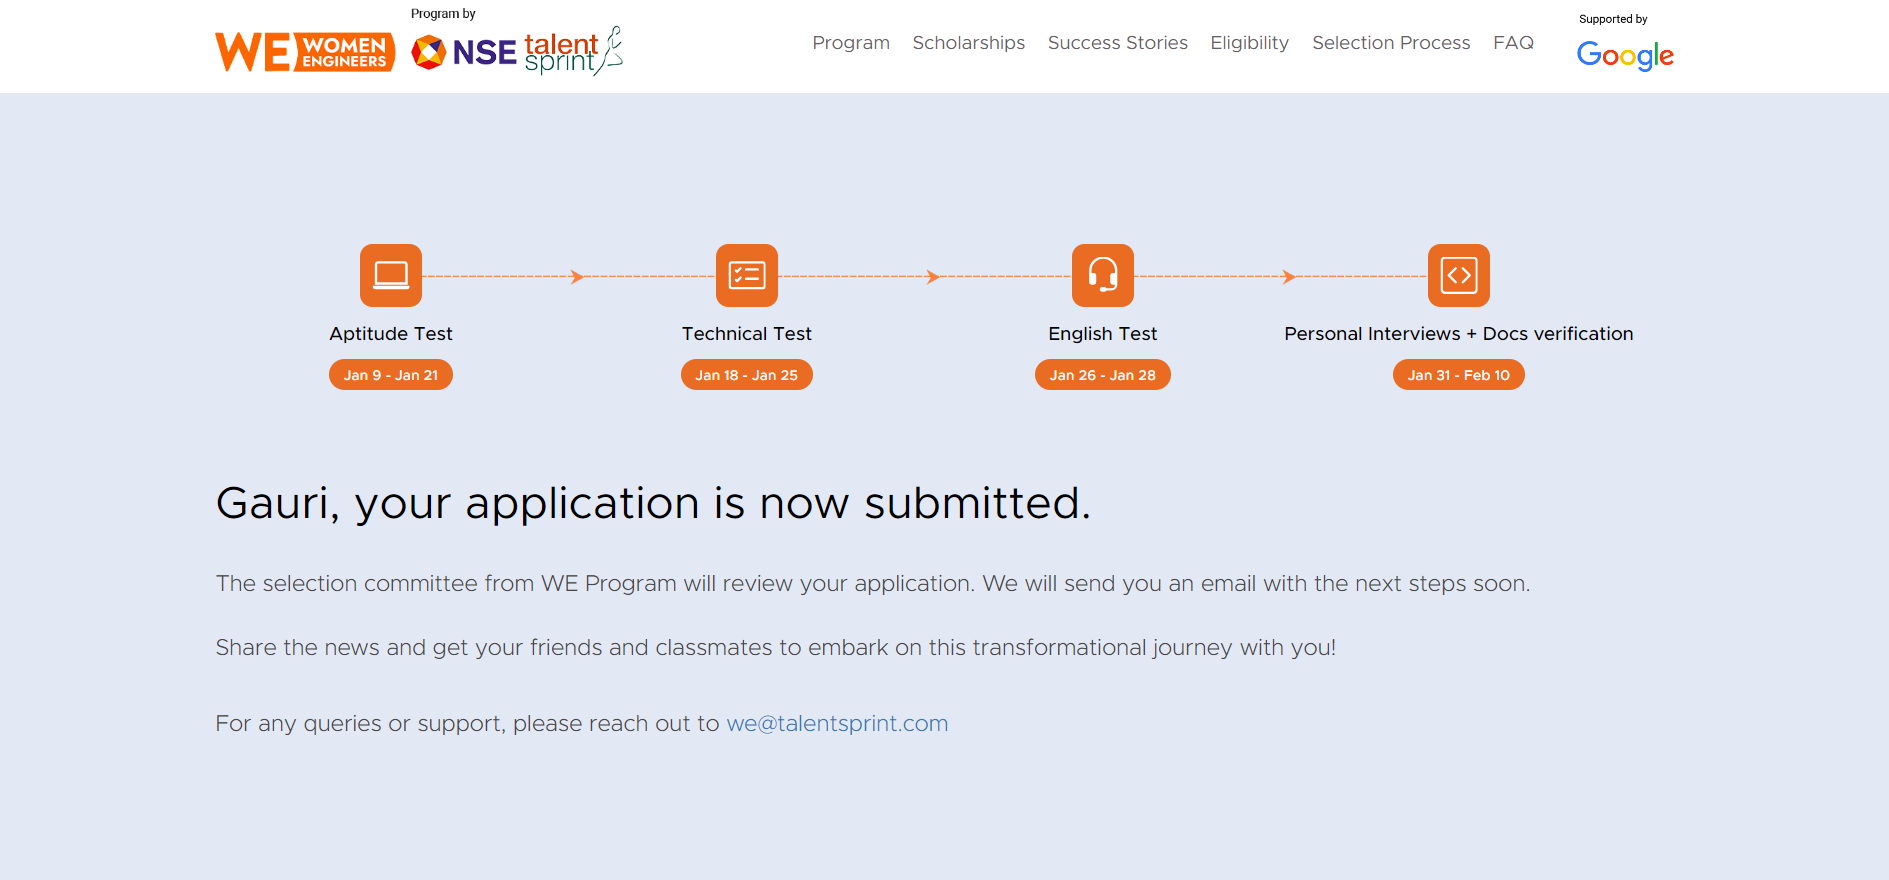 Program by
WE WOMEN ENGINEERS
NSE talent sprint
Program Scholarships Success Stories Eligibility Selection Process FAQ
Supported by
Google
Aptitude Test
Jan 9 - Jan 21
Technical Test
Jan 18 - Jan 25
English Test
Jan 26 - Jan 28
Personal Interviews + Docs verification
Jan 31 - Feb 10
Gauri, your application is now submitted.
The selection committee from WE Program will review your application. We will send you an email with the next steps soon.
Share the news and get your friends and classmates to embark on this transformational journey with you!
For any queries or support, please reach out to we@talentsprint.com